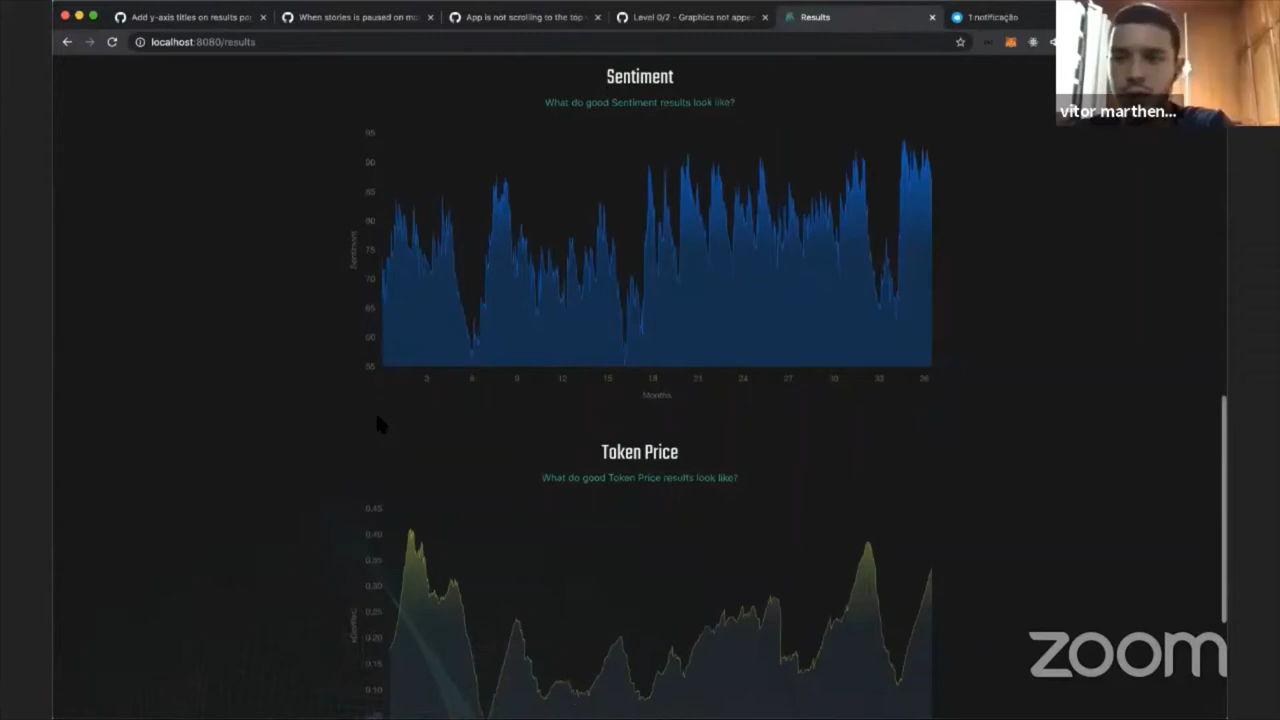 Add y-axis titles on results pa
When stories is paused on mo
App is not scrolling to the top
Level 0/2 - Graphics not apper
Results
1 notificação
localhost:8080/results
vitor marthen...
Sentiment
What do good Sentiment results look like?
95
90
85
80
75
70
65
60
55
Sentiment
3 6 9 12 15 18 21 24 27 30 33 36
Months
Token Price
What do good Token Price results look like?
0.45
0.40
0.35
0.30
0.25
0.20
0.15
0.10
zoom